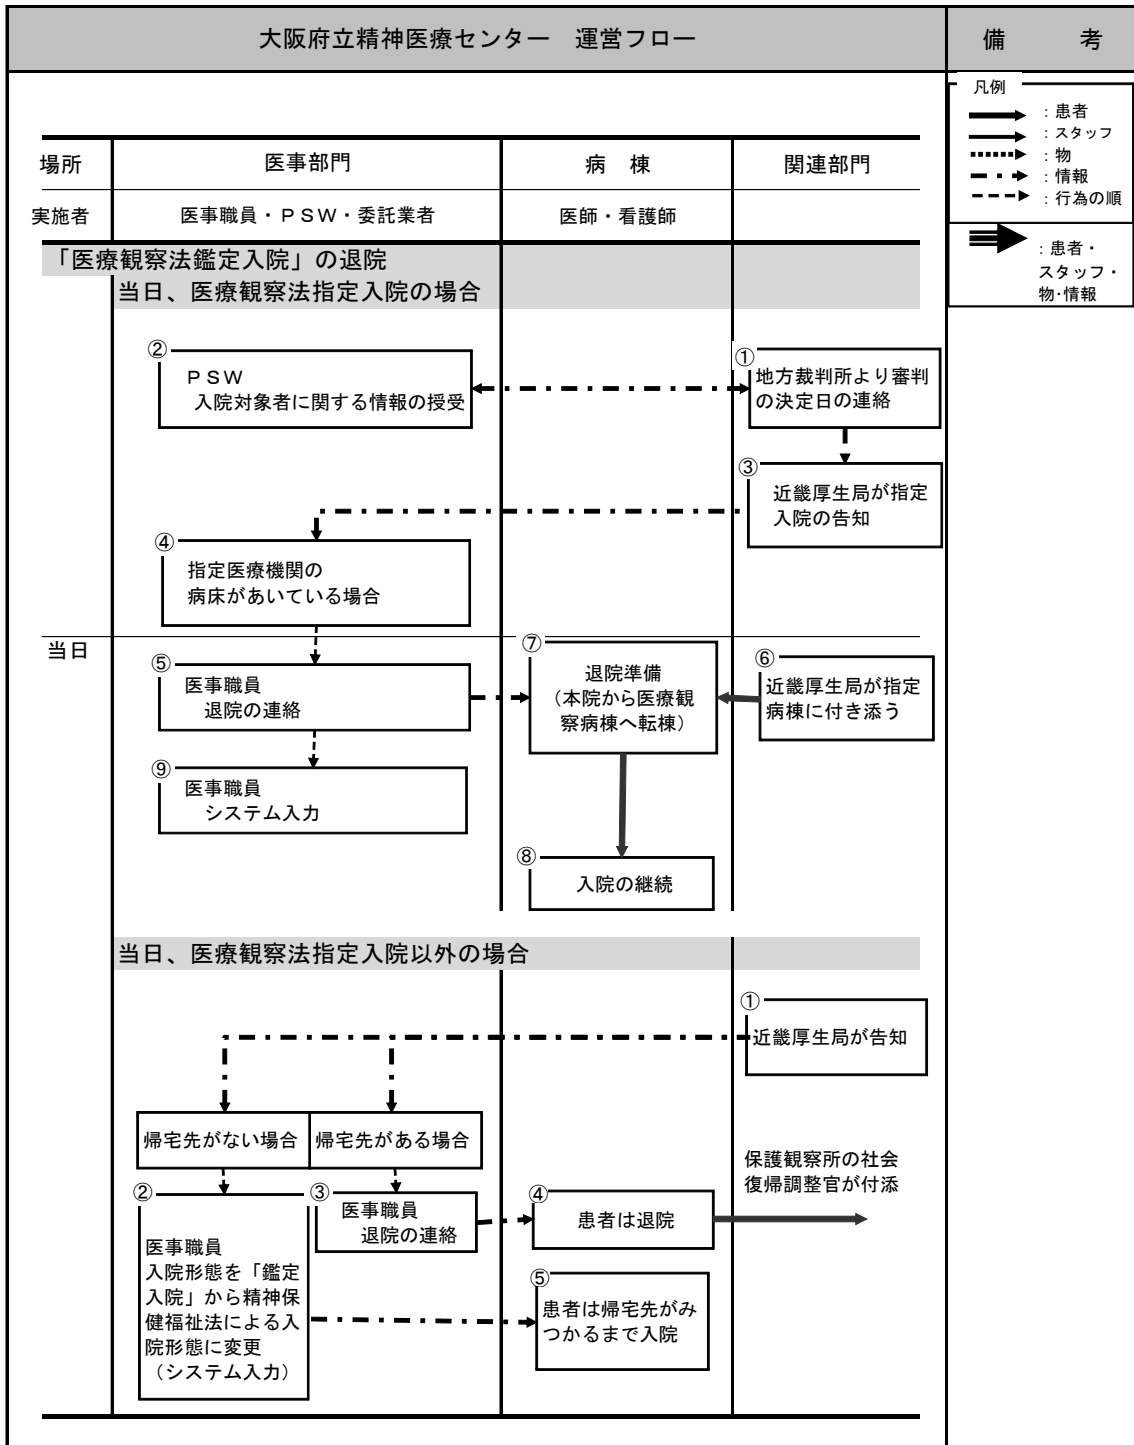 大阪府立精神医療センター　運営フロー
備　　考
凡例
：患者
：スタッフ
：物
：情報
：行為の順
：患者・
スタッフ・
物・情報
場所
医事部門
病　棟
関連部門
実施者
医事職員・ＰＳＷ・委託業者
医師・看護師
「医療観察法鑑定入院」の退院
当日、医療観察法指定入院の場合
①
地方裁判所より審判
の決定日の連絡
②
ＰＳＷ
入院対象者に関する情報の授受
③
近畿厚生局が指定
入院の告知
④
指定医療機関の
病床があいている場合
当日
⑤
医事職員
退院の連絡
⑥
近畿厚生局が指定
病棟に付き添う
⑦
退院準備
（本院から医療観
察病棟へ転棟）
⑧
入院の継続
⑨
医事職員
システム入力
当日、医療観察法指定入院以外の場合
①
近畿厚生局が告知
帰宅先がない場合
帰宅先がある場合
②
医事職員
入院形態を「鑑定
入院」から精神保
健福祉法による入
院形態に変更
（システム入力）
③
医事職員
退院の連絡
④
患者は退院
保護観察所の社会
復帰調整官が付添
⑤
患者は帰宅先がみ
つかるまで入院